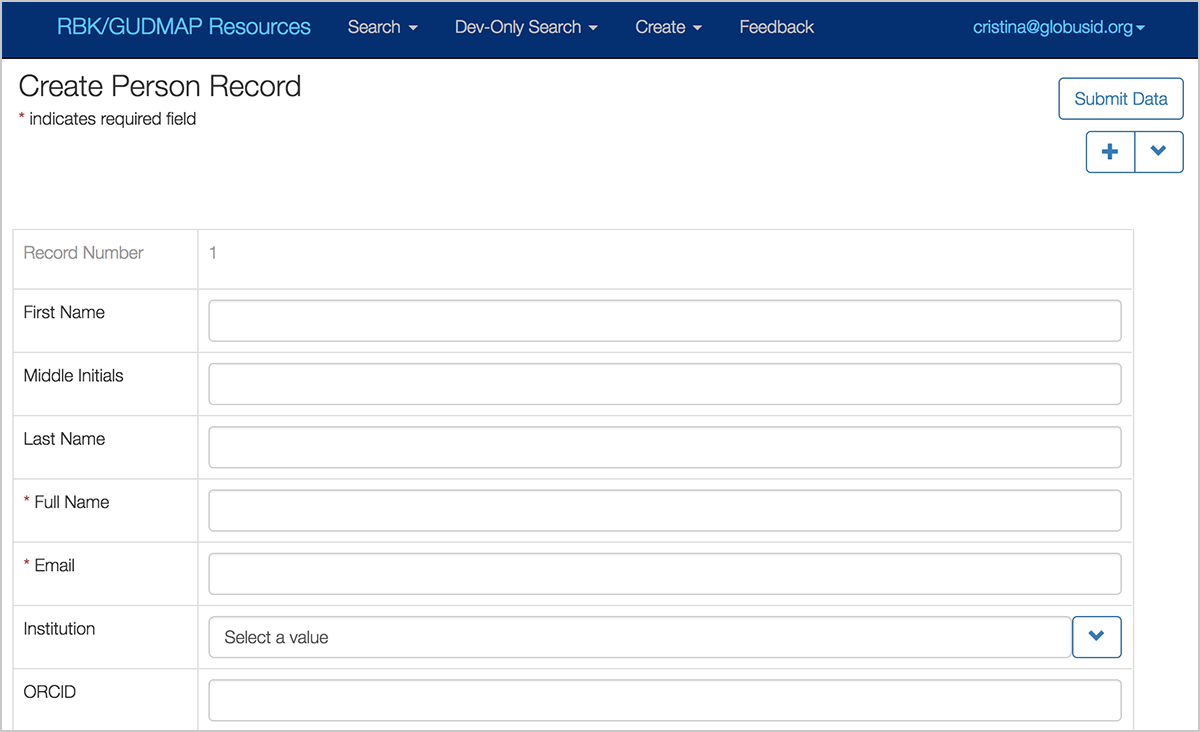 RBK/GUDMAP Resources Search Dev-Only Search Create Feedback cristina@globusid.org
Create Person Record
* indicates required field
Submit Data
Record Number 1
First Name
Middle Initials
Last Name
* Full Name
* Email
Institution Select a value
ORCID